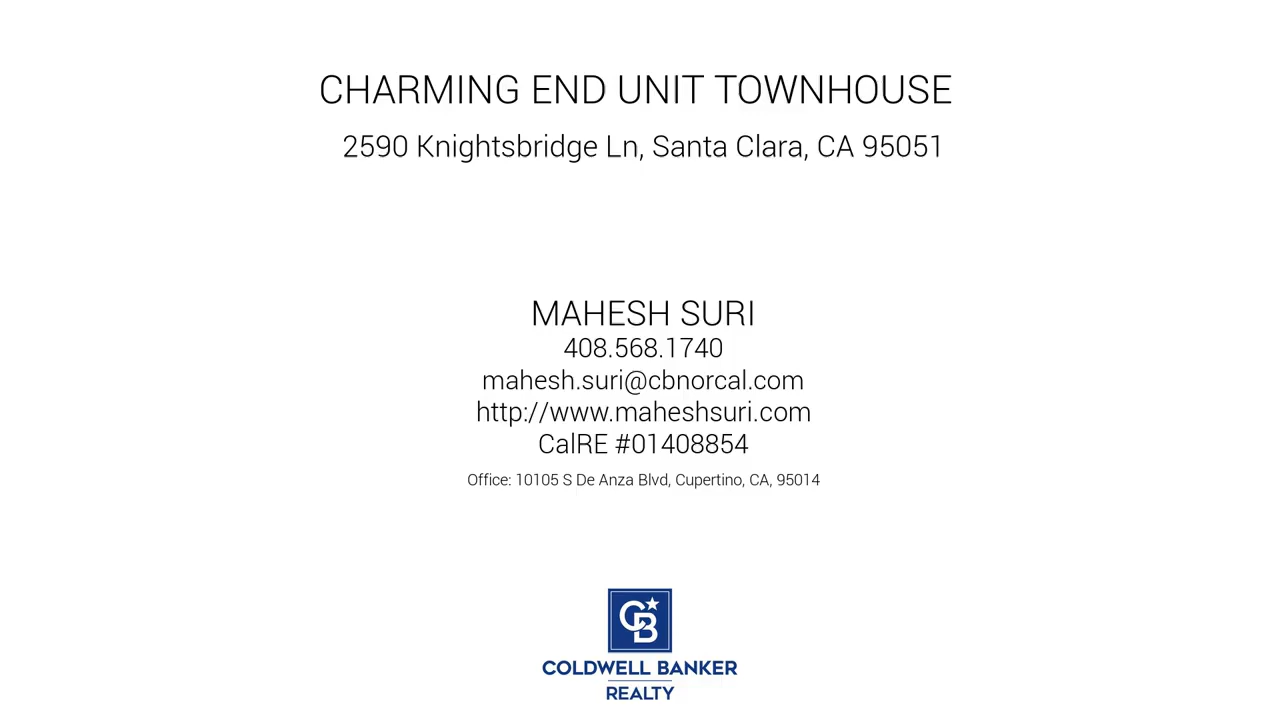 CHARMING END UNIT TOWNHOUSE
2590 Knightsbridge Ln, Santa Clara, CA 95051
MAHESH SURI
408.568.1740
mahesh.suri@cbnorcal.com
http://www.maheshsuri.com
CalRE #01408854
Office: 10105 S De Anza Blvd, Cupertino, CA, 95014
CB
COLDWELL BANKER
REALTY